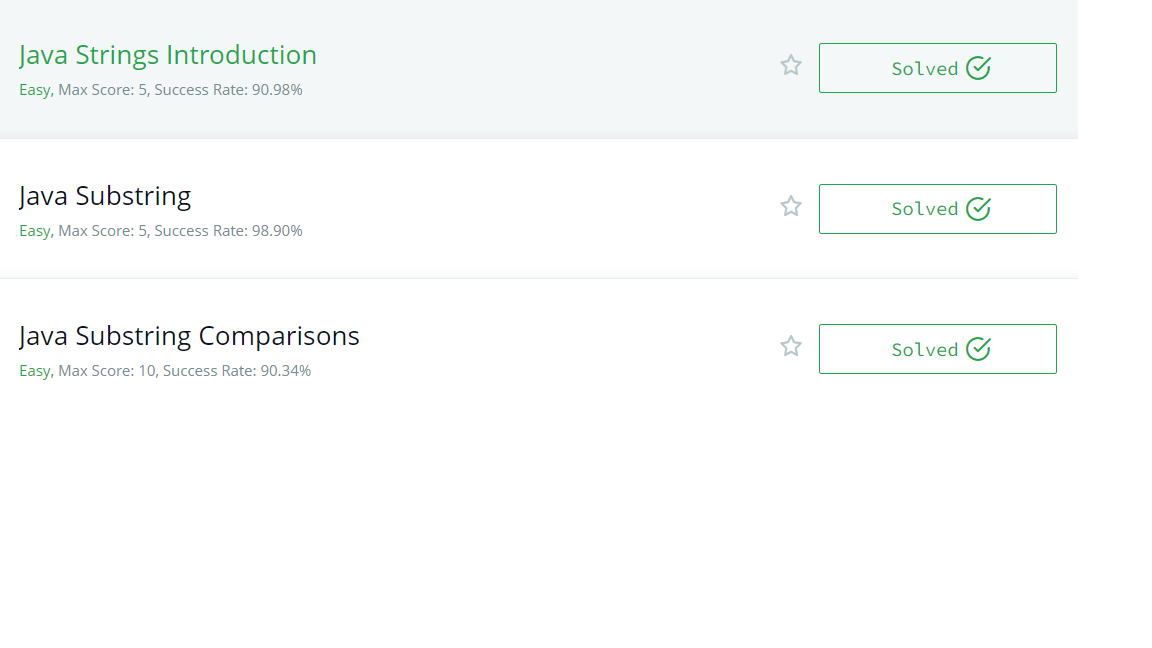 Java Strings Introduction
Easy, Max Score: 5, Success Rate: 90.98%
Solved
Java Substring
Easy, Max Score: 5, Success Rate: 98.90%
Solved
Java Substring Comparisons
Easy, Max Score: 10, Success Rate: 90.34%
Solved